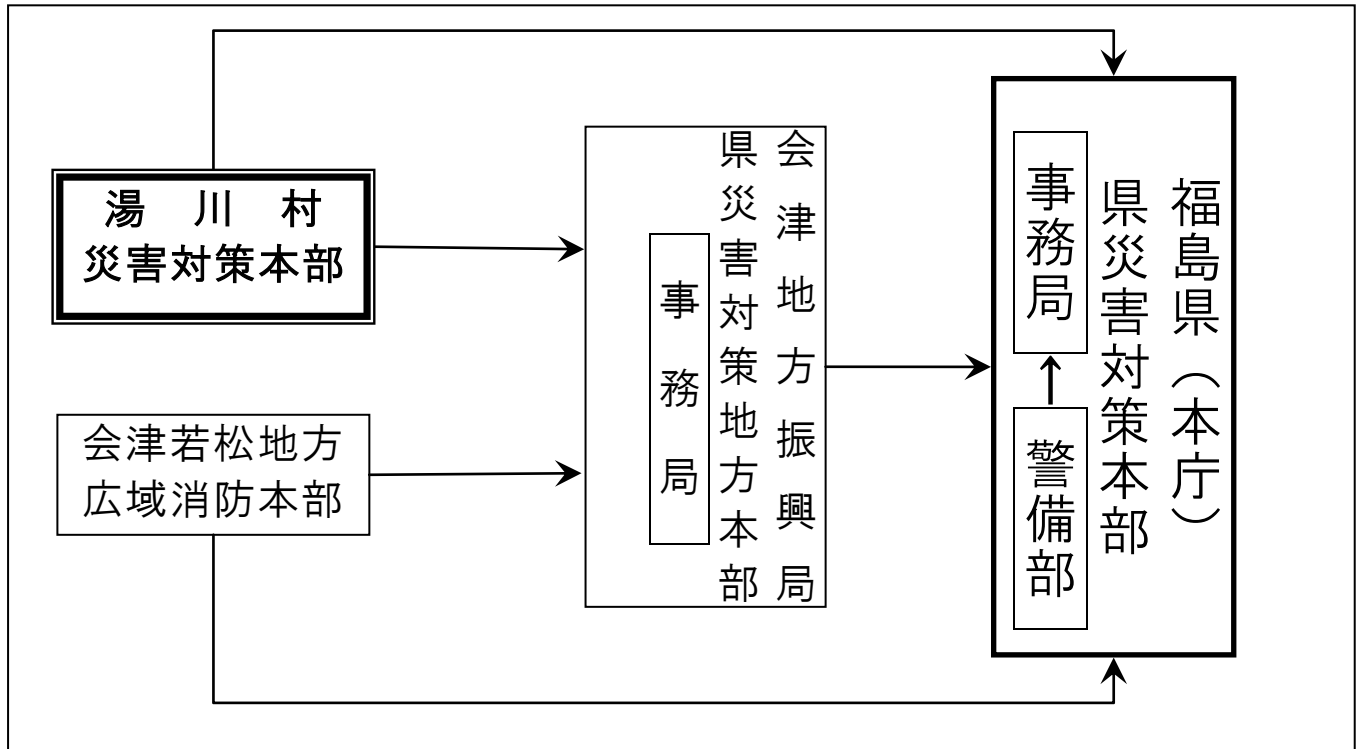 湯　川　村
災害対策本部
会津若松地方
広域消防本部
会津地方振興局
県災害対策地方本部
事務局
福島県（本庁）
県災害対策本部
事務局
警備部